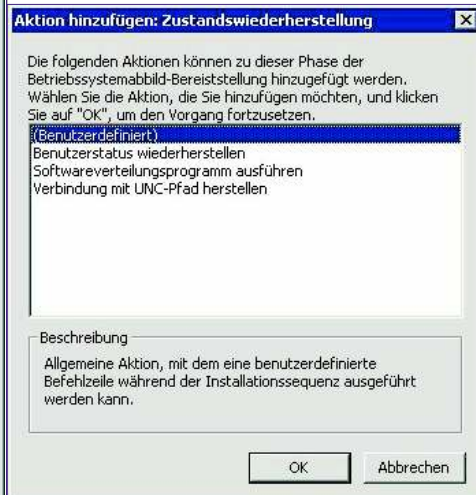 Aktion hinzufügen: Zustandswiederherstellung
Die folgenden Aktionen können zu dieser Phase der
Betriebssystemabbild-Bereiststellung hinzugefügt werden.
Wählen Sie die Aktion, die Sie hinzufügen möchten, und klicken
Sie auf "OK", um den Vorgang fortzusetzen.
(Benutzerdefiniert)
Benutzerstatus wiederherstellen
Softwareverteilungsprogramm ausführen
Verbindung mit UNC-Pfad herstellen
Beschreibung
Allgemeine Aktion, mit dem eine benutzerdefinierte
Befehlzeile während der Installationssequenz ausgeführt
werden kann.
OK
Abbrechen